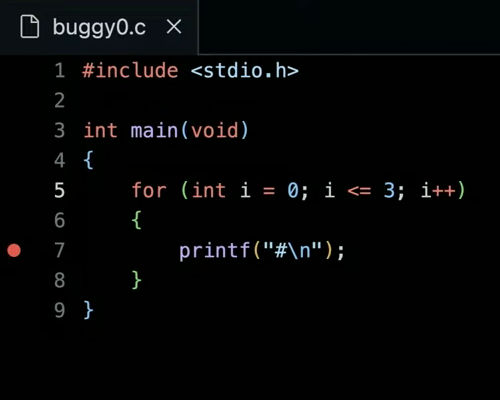 buggy0.c ×
1 #include <stdio.h>
2
3 int main(void)
4 {
5     for (int i = 0; i <= 3; i++)
6     {
7         printf("#\n");
8     }
9 }